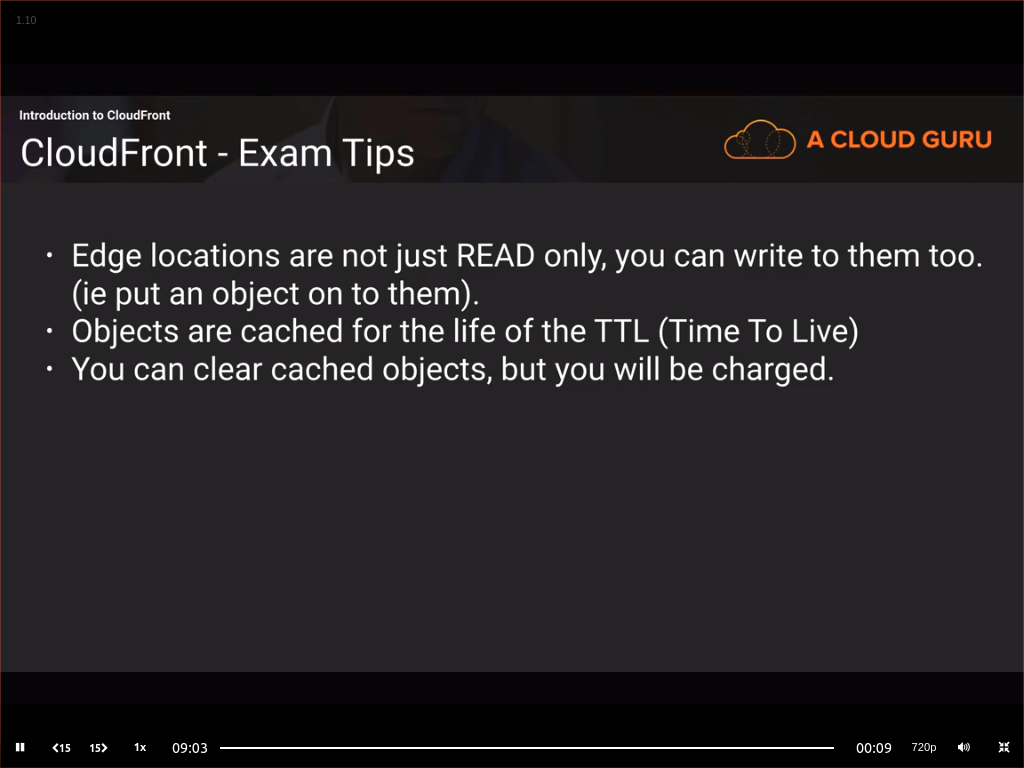 1.10
Introduction to CloudFront
CloudFront - Exam Tips
A CLOUD GURU
• Edge locations are not just READ only, you can write to them too.
(ie put an object on to them).
• Objects are cached for the life of the TTL (Time To Live)
• You can clear cached objects, but you will be charged.
15 15 1x 09:03 00:09 720p